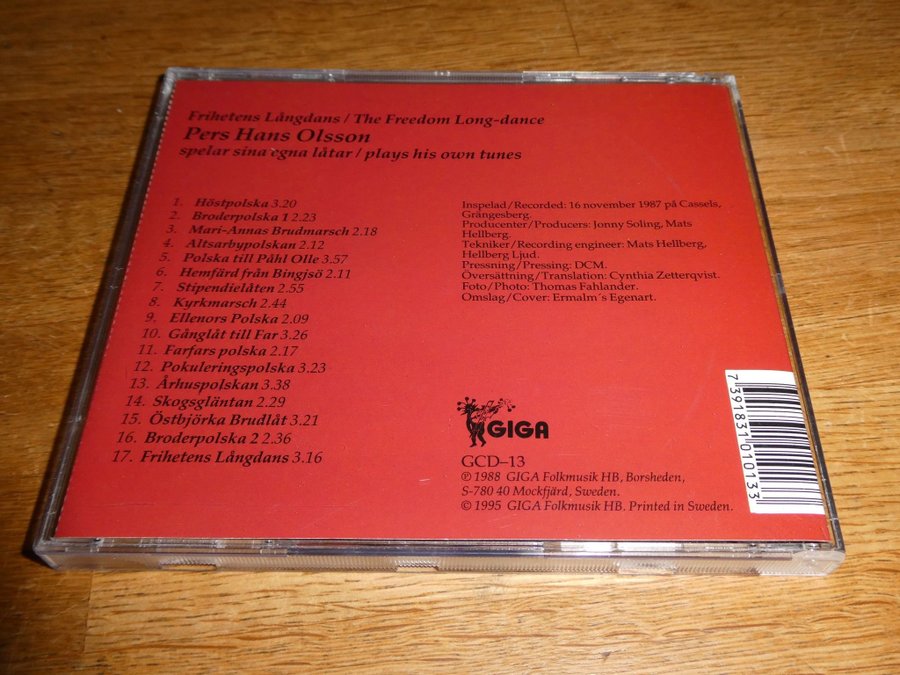 Frihetens Långdans / The Freedom Long-dance
Pers Hans Olsson
spelar sina egna låtar / plays his own tunes
1. Höstpolska 3.20
2. Broderpolska 1 2.23
3. Mari-Annas Brudmarsch 2.18
4. Altsarbypolskan 2.12
5. Polska till Påhl Olle 3.57
6. Hemfärd från Bingjsö 2.11
7. Stipendielåten 2.55
8. Kyrkmarsch 2.44
9. Ellenors Polska 2.09
10. Gånglåt till Far 3.26
11. Farfars polska 2.17
12. Pokuleringspolska 3.23
13. Århuspolskan 3.38
14. Skogsgläntan 2.29
15. Östbjörka Brudlåt 3.21
16. Broderpolska 2 2.36
17. Frihetens Långdans 3.16
Inspelad/Recorded: 16 november 1987 på Cassels,
Grängesberg.
Producenter/Producers: Jonny Soling, Mats
Hellberg.
Tekniker/Recording engineer: Mats Hellberg,
Hellberg Ljud.
Pressning/Pressing: DCM.
Översättning/Translation: Cynthia Zetterqvist.
Foto/Photo: Thomas Fahlander.
Omslag/Cover: Ermalm´s Egenart.
GIGA
GCD–13
℗ 1988 GIGA Folkmusik HB, Borsheden,
S-780 40 Mockfjärd, Sweden.
© 1995 GIGA Folkmusik HB. Printed in Sweden.
7 391831 010133